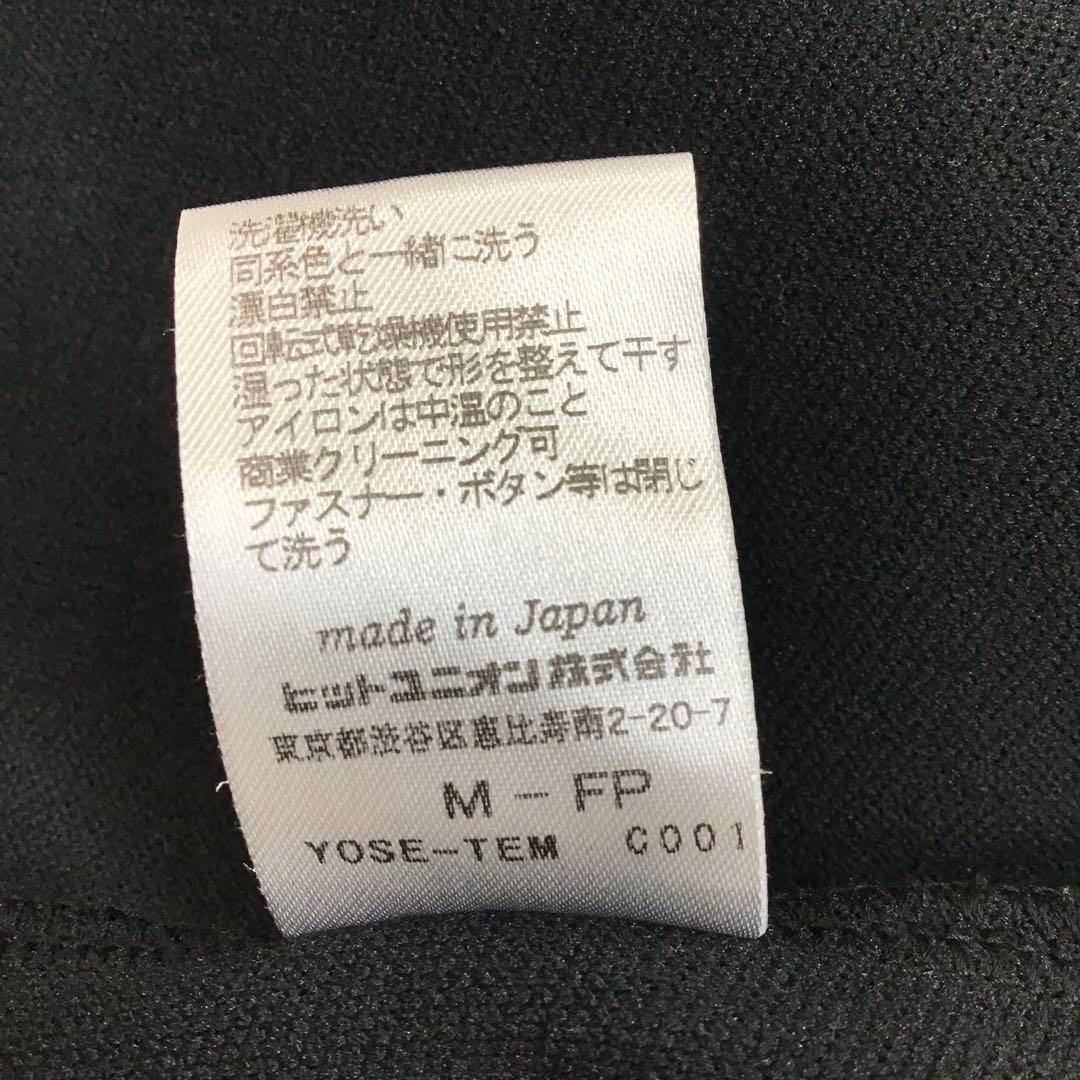 洗濯機洗い
同系色と一緒に洗う
漂白禁止
回転式乾燥機使用禁止
湿った状態で形を整えて干す
アイロンは中温のこと
商業クリーニング可
ファスナー・ボタン等は閉じ
て洗う
made in Japan
ヒットユニオン株式会社
東京都渋谷区恵比寿南2-20-7
M-FP
YOSE-TEM C001